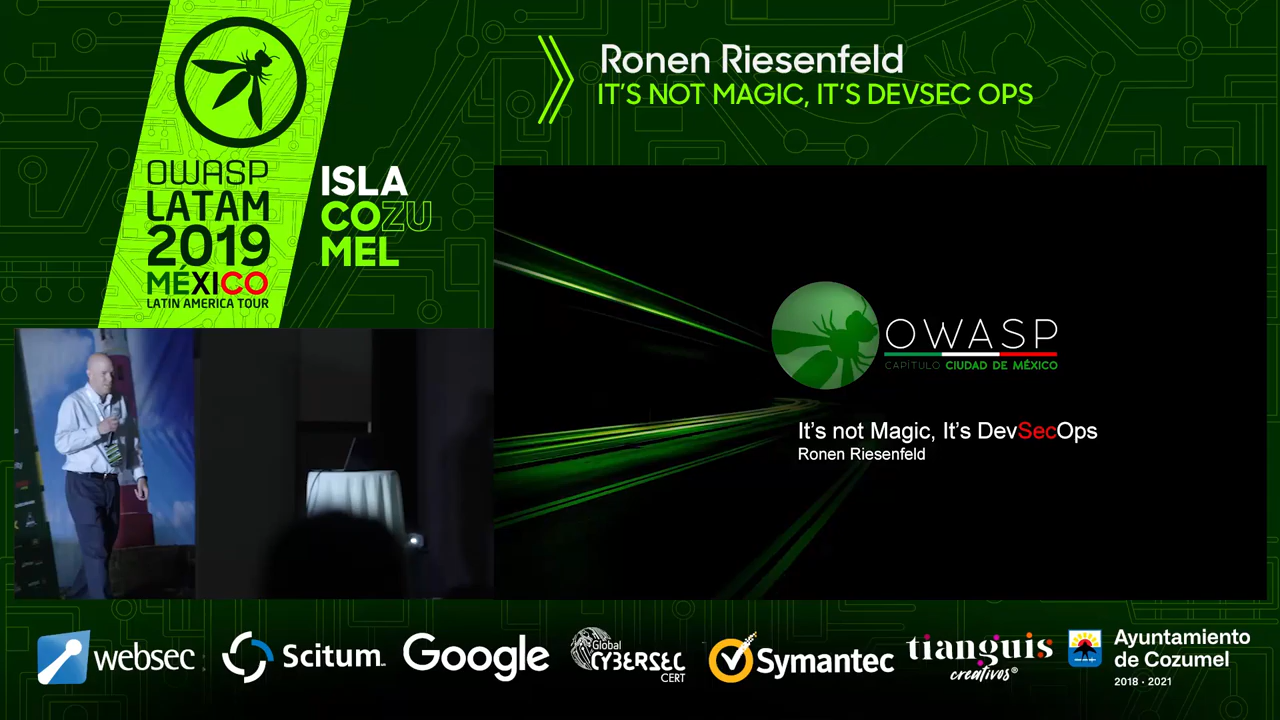 Ronen Riesenfeld
IT'S NOT MAGIC, IT'S DEVSEC OPS
OWASP
LATAM
2019
MÉXICO
LATIN AMERICA TOUR
ISLA
COZU
MEL
OWASP
CAPÍTULO CIUDAD DE MÉXICO
It's not Magic, It's DevSecOps
Ronen Riesenfeld
websec
Scitum
Google
Global
CYBERSEC
CERT
Symantec
tianguis
creativos®
Ayuntamiento
de Cozumel
2018 · 2021